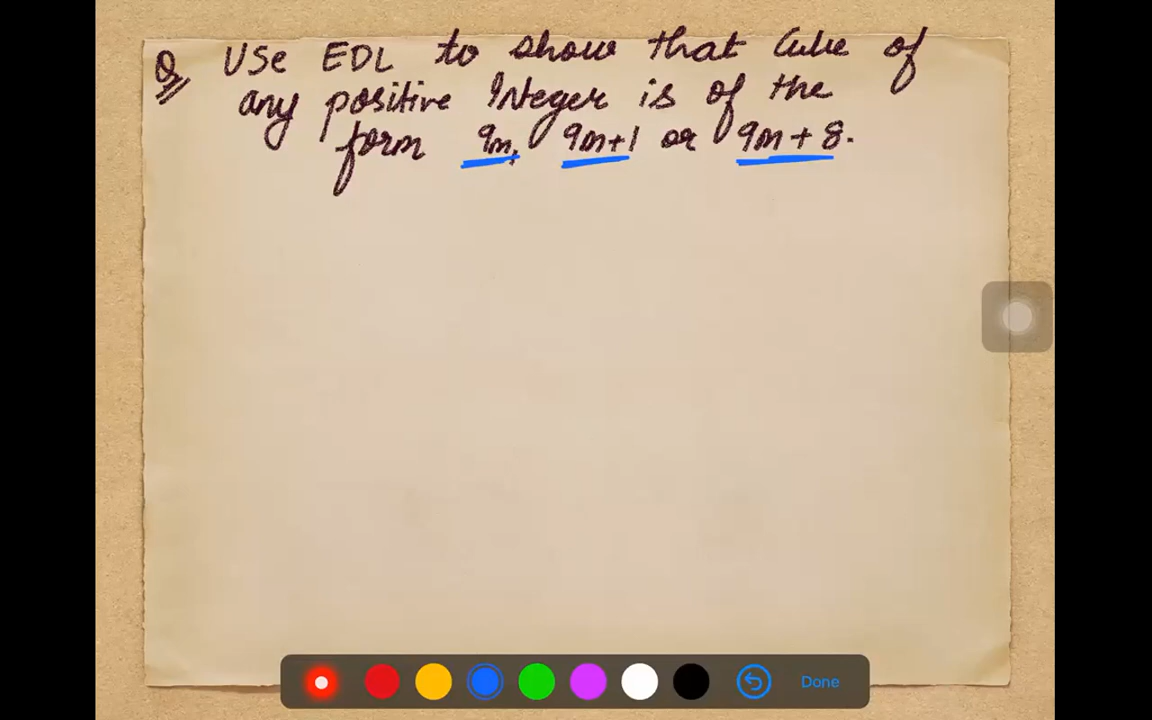 Q USe EDL to show that Cube of
any positive Integer is of the
form 9m, 9m+1 or 9m+8.
Done